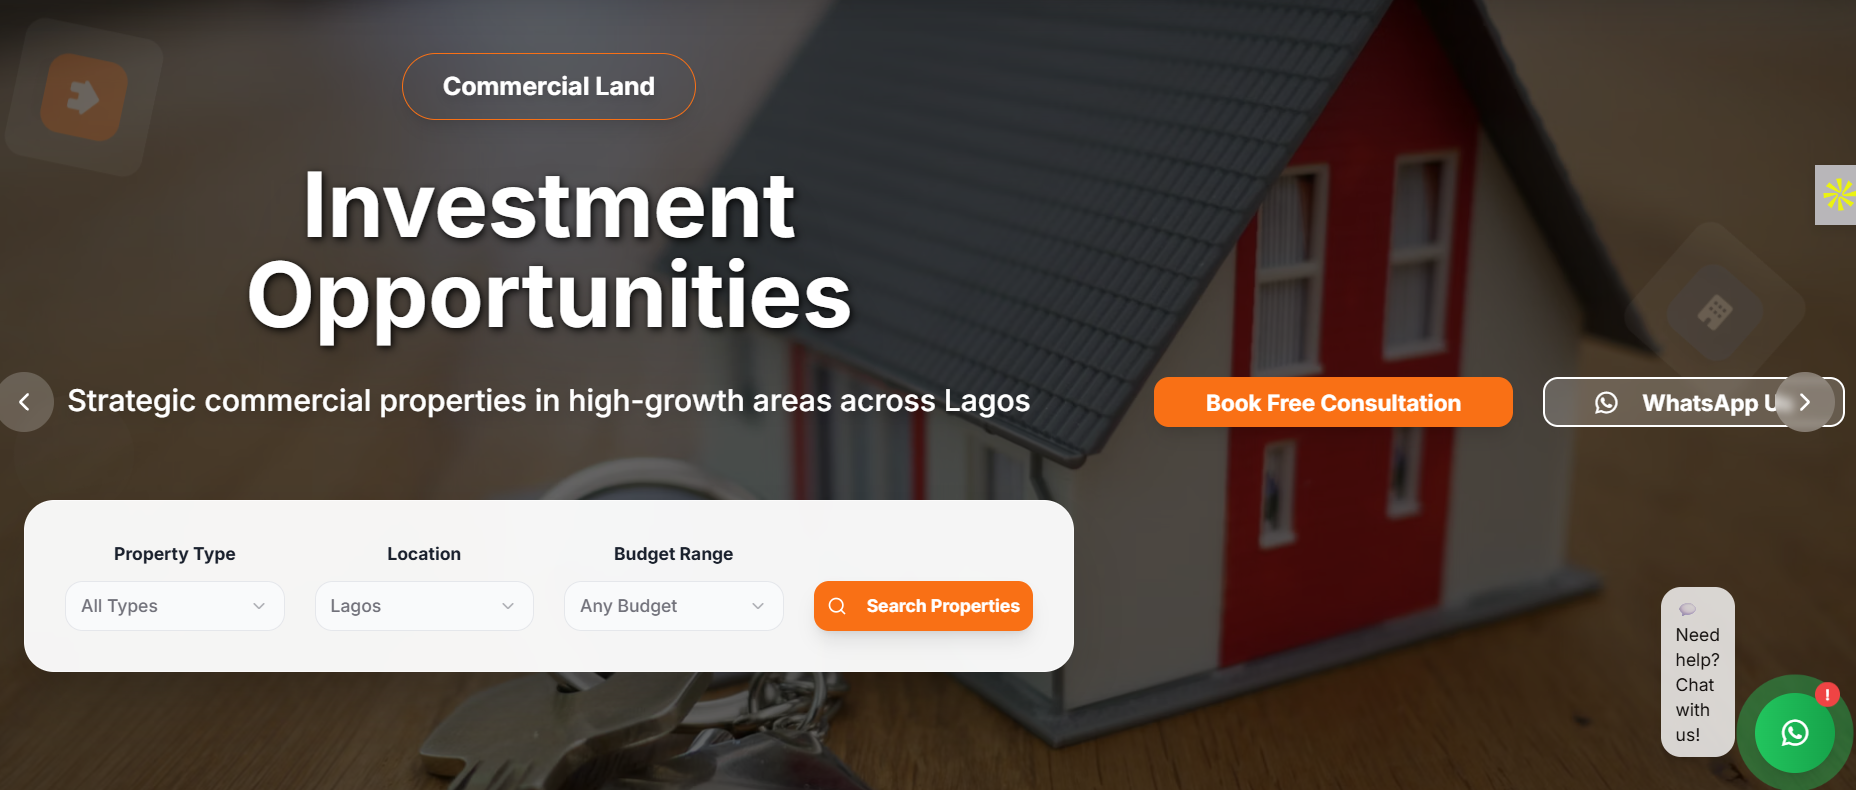 Commercial Land
Investment
Opportunities
Strategic commercial properties in high-growth areas across Lagos
Book Free Consultation
WhatsApp
Property Type
Location
Budget Range
All Types
Lagos
Any Budget
Search Properties
Need
help?
Chat
with
us!
!